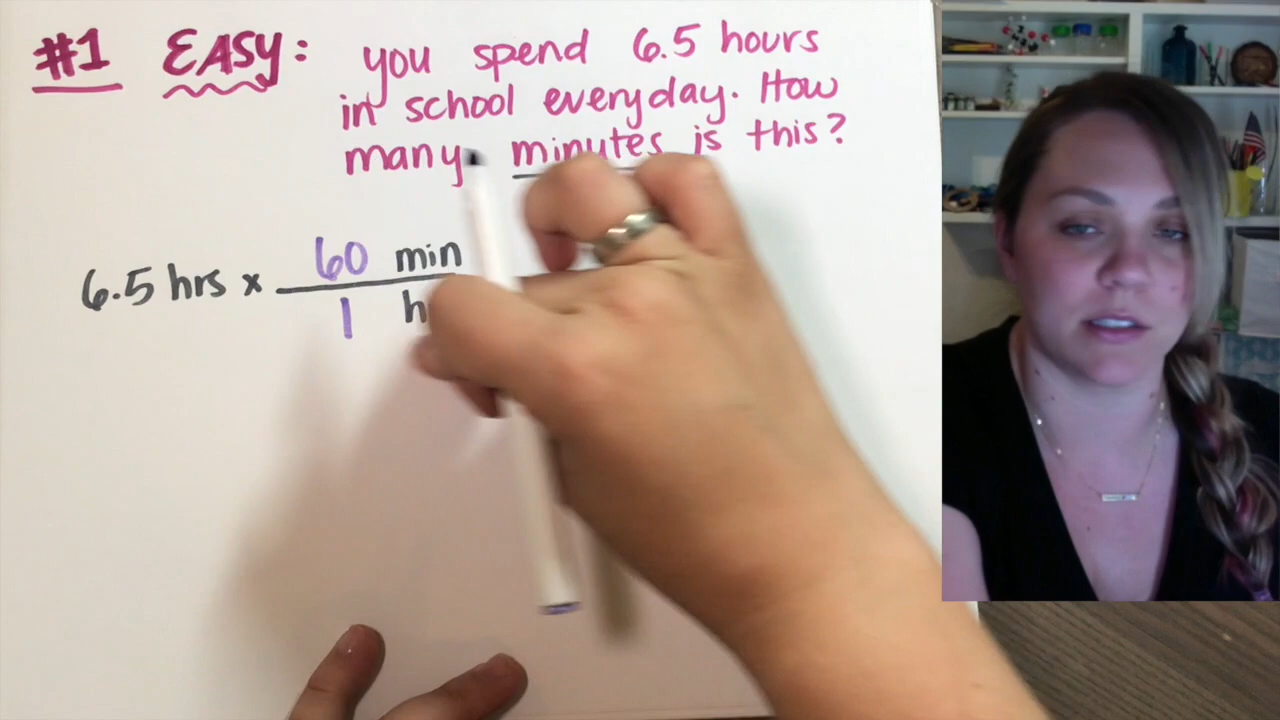 #1 EASY: you spend 6.5 hours
in school everyday. How
many minutes is this?
6.5 hrs x 60 min
1 h